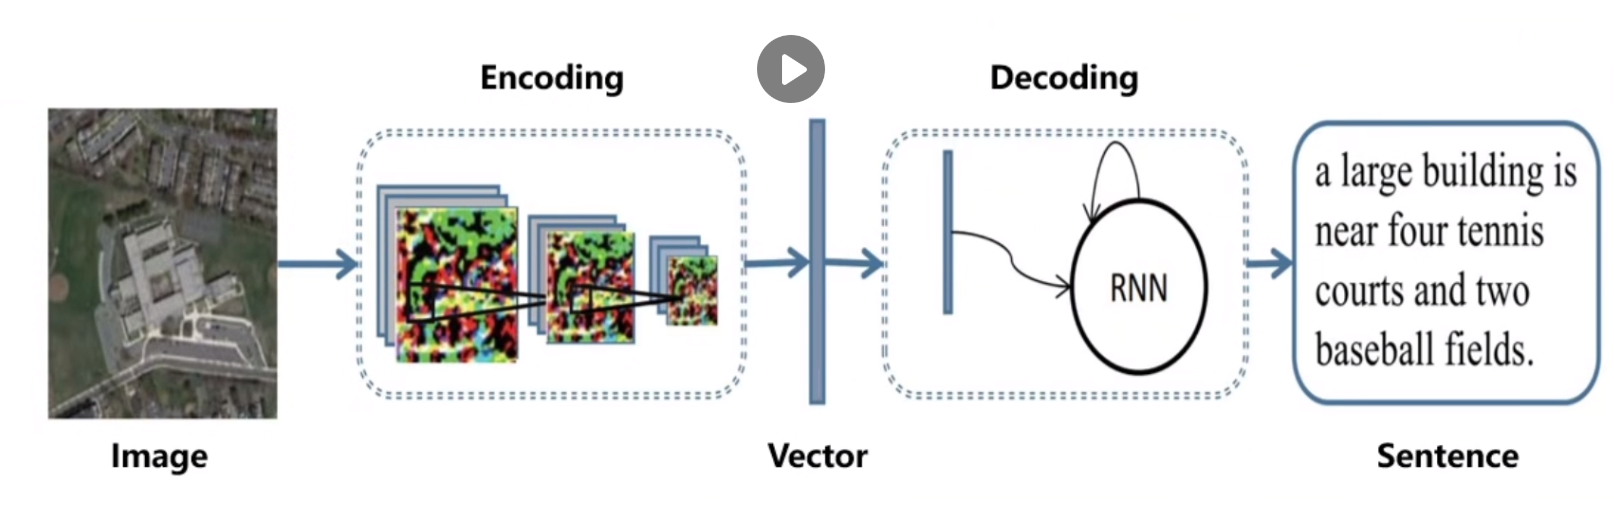 Encoding
Decoding
RNN
a large building is
near four tennis
courts and two
baseball fields.
Image
Vector
Sentence